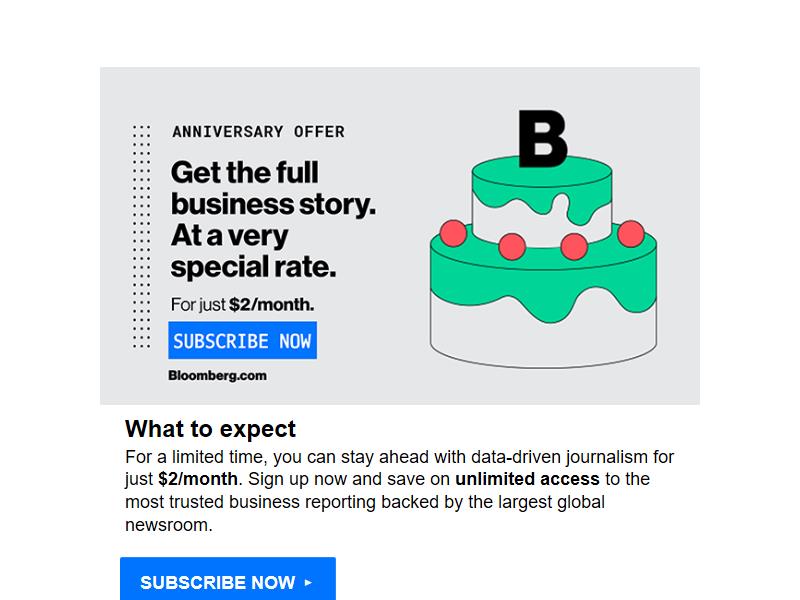 ANNIVERSARY OFFER
Get the full
business story.
At a very
special rate.
For just $2/month.
SUBSCRIBE NOW
Bloomberg.com
B
What to expect
For a limited time, you can stay ahead with data-driven journalism for
just $2/month. Sign up now and save on unlimited access to the
most trusted business reporting backed by the largest global
newsroom.
SUBSCRIBE NOW ▸